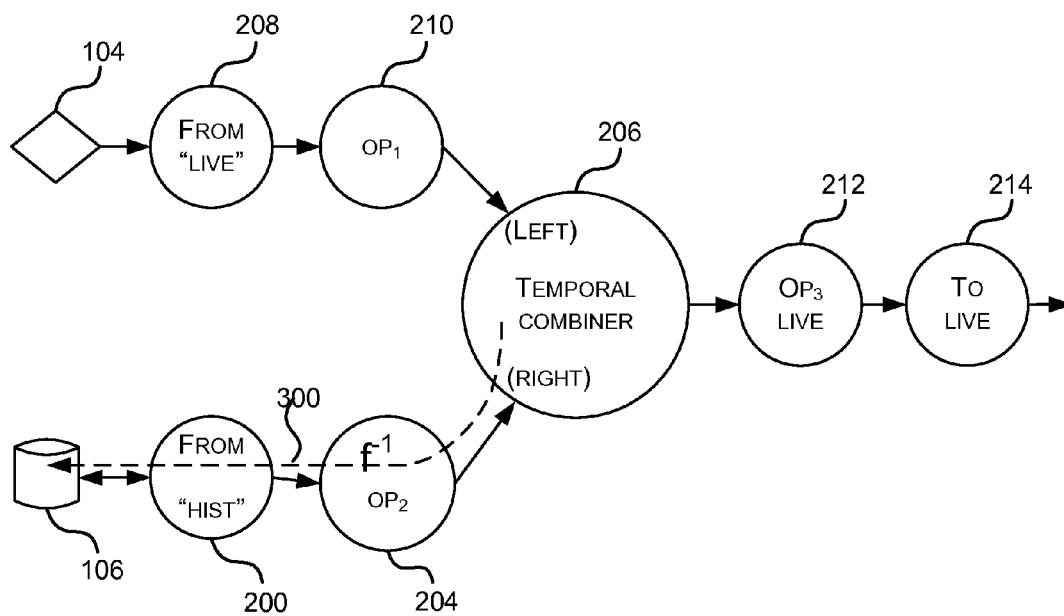 208
210
104
206
FROM
"LIVE"
OP₁
212
214
(LEFT)
TEMPORAL
COMBINER
OP₃
LIVE
TO
LIVE
(RIGHT)
300
FROM
"HIST"
f⁻¹
OP₂
106
200
204